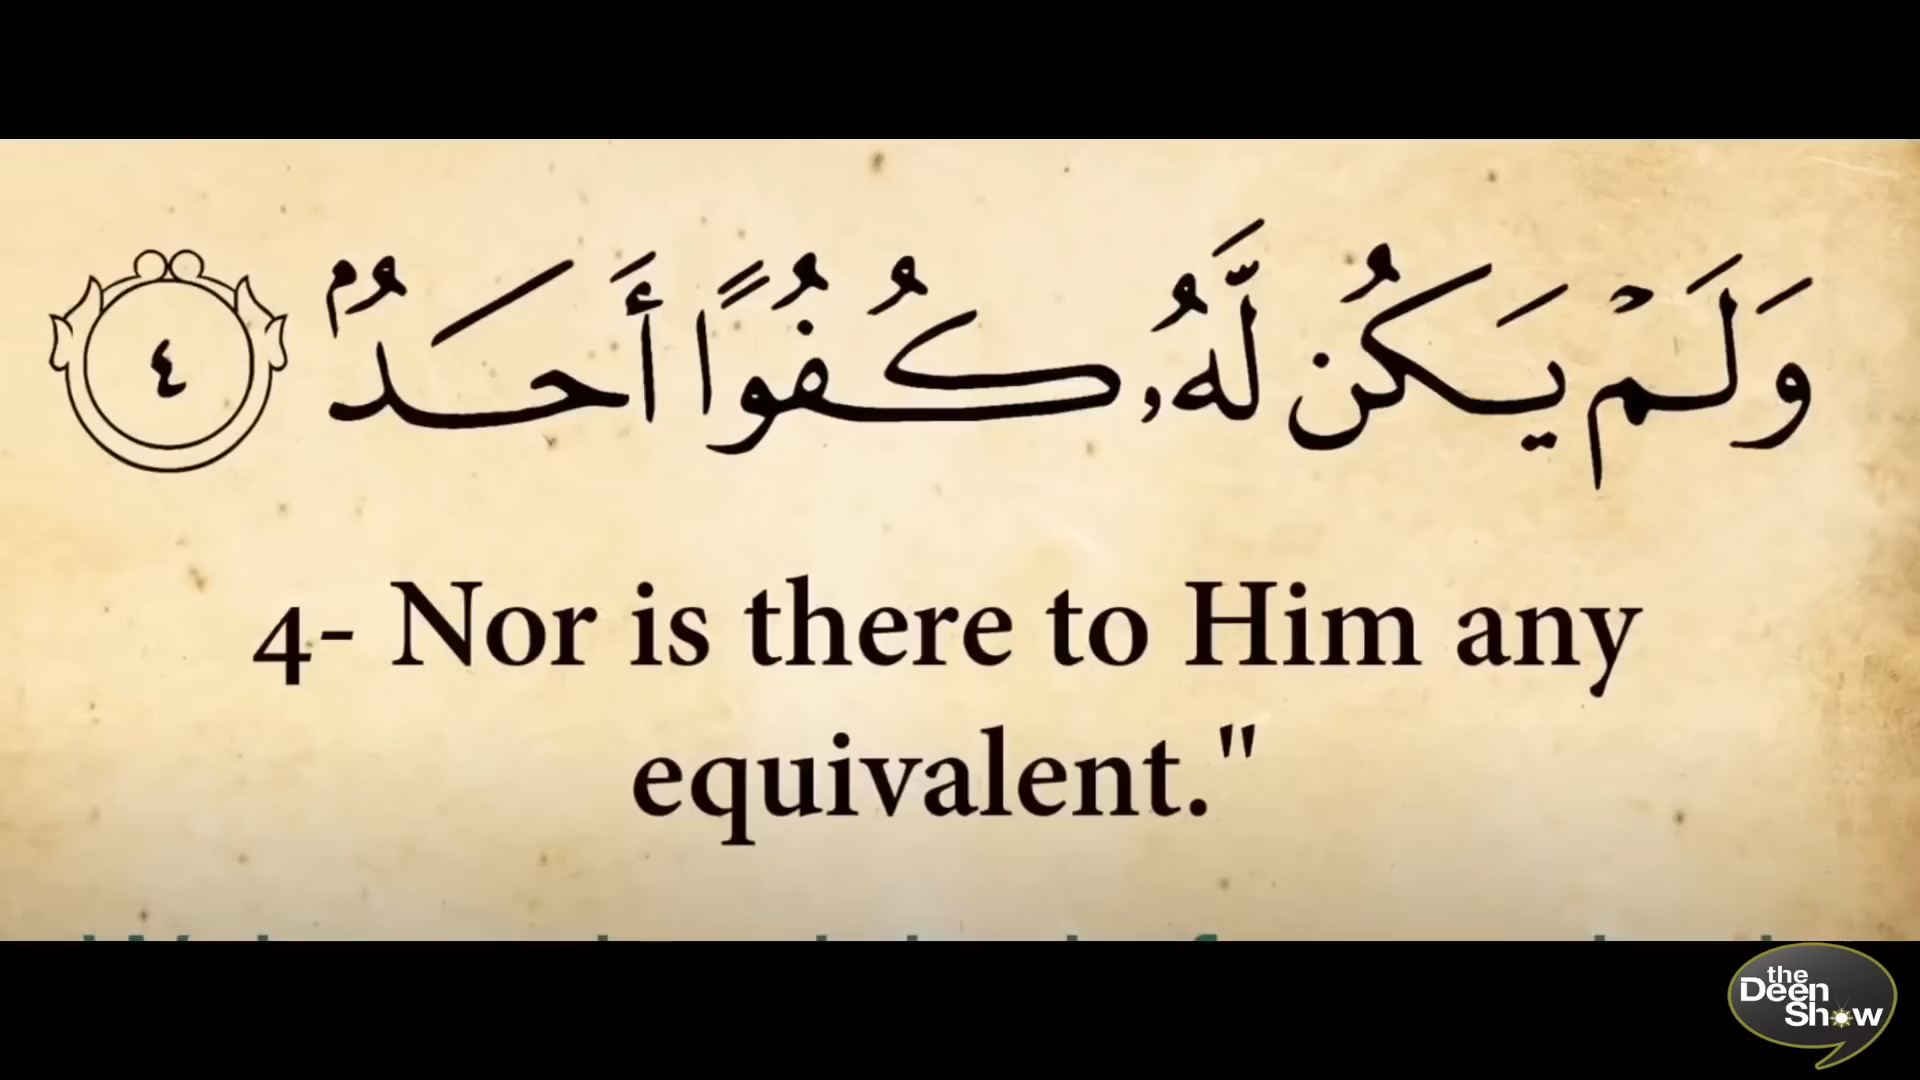 وَلَمْ يَكُن لَّهُۥ كُفُوًا أَحَدٌۢ ٤
4- Nor is there to Him any
equivalent."
the
Deen
Show